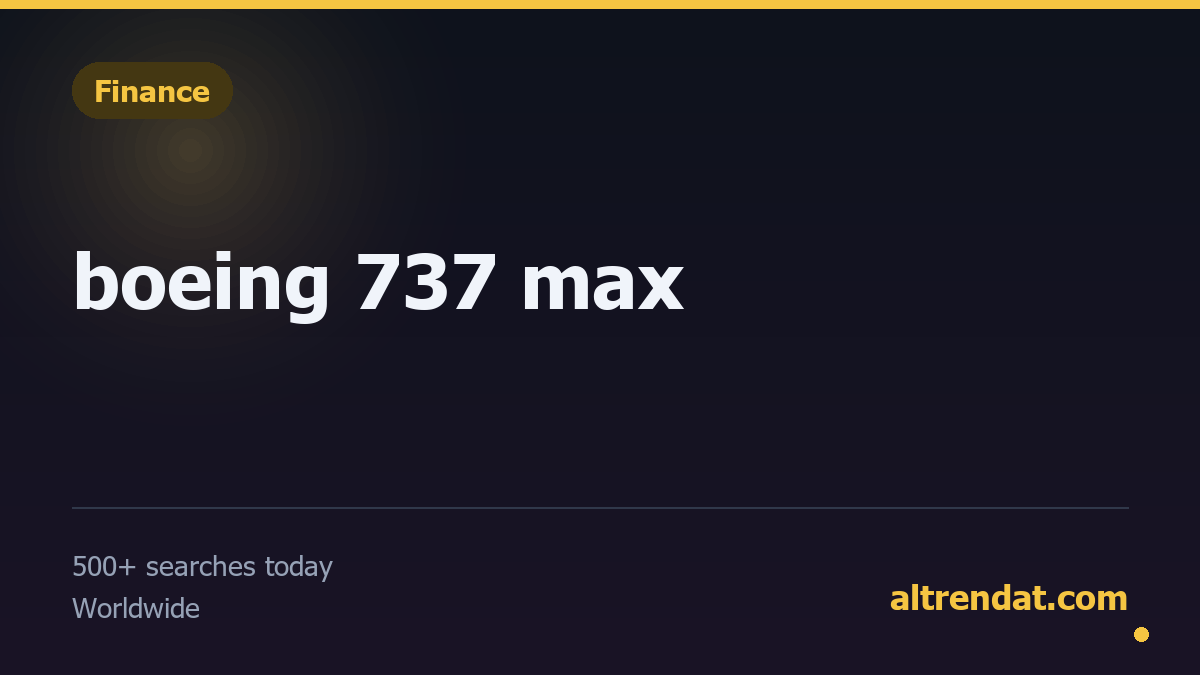 Finance
boeing 737 max
500+ searches today
Worldwide
altrendat.com